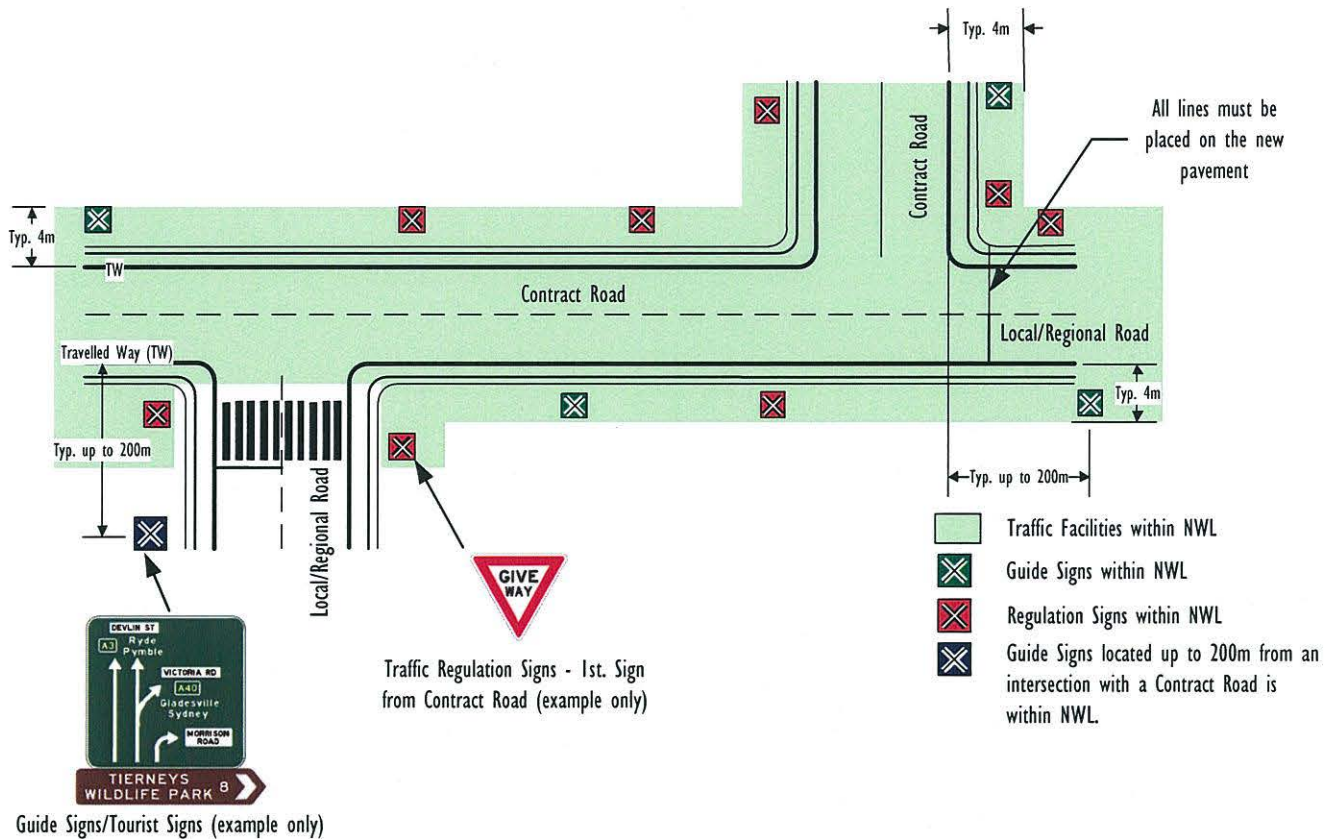 Typ. 4m
All lines must be
placed on the new
pavement
Contract Road
Contract Road
Typ. 4m
TW
Contract Road
Local/Regional Road
Travelled Way (TW)
Typ. 4m
Typ. up to 200m
Typ. up to 200m
Local/Regional Road
Traffic Facilities within NWL
Guide Signs within NWL
Regulation Signs within NWL
Guide Signs located up to 200m from an
intersection with a Contract Road is
within NWL.
GIVE
WAY
Traffic Regulation Signs - 1st. Sign
from Contract Road (example only)
DEVLIN ST
A3 Ryde
Pymble
VICTORIA RD
A40
Gladesville
Sydney
MORRISON
ROAD
TIERNEYS
WILDLIFE PARK 8
Guide Signs/Tourist Signs (example only)